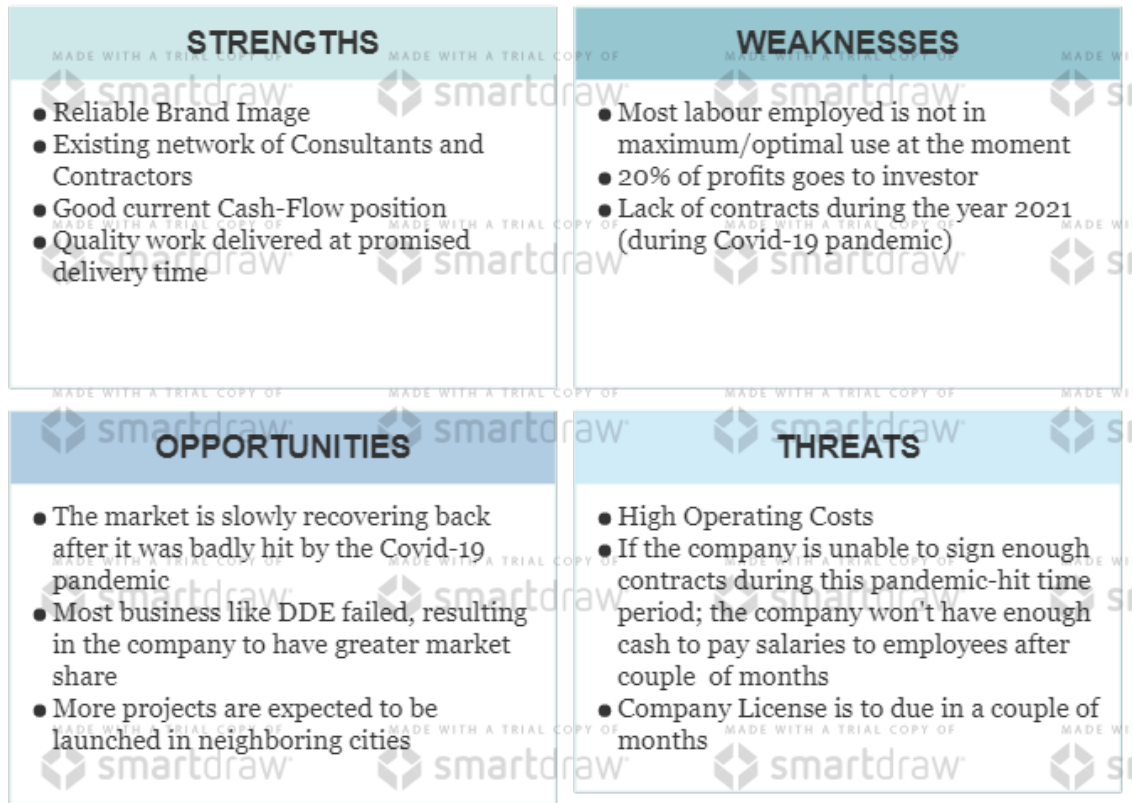 STRENGTHS
● Reliable Brand Image
● Existing network of Consultants and
Contractors
● Good current Cash-Flow position
● Quality work delivered at promised
delivery time
WEAKNESSES
● Most labour employed is not in
maximum/optimal use at the moment
● 20% of profits goes to investor
● Lack of contracts during the year 2021
(during Covid-19 pandemic)
OPPORTUNITIES
● The market is slowly recovering back
after it was badly hit by the Covid-19
pandemic
● Most business like DDE failed, resulting
in the company to have greater market
share
● More projects are expected to be
launched in neighboring cities
THREATS
● High Operating Costs
● If the company is unable to sign enough
contracts during this pandemic-hit time
period; the company won't have enough
cash to pay salaries to employees after
couple of months
● Company License is to due in a couple of
months
MADE WITH A TRIAL COPY OF
smartdraw